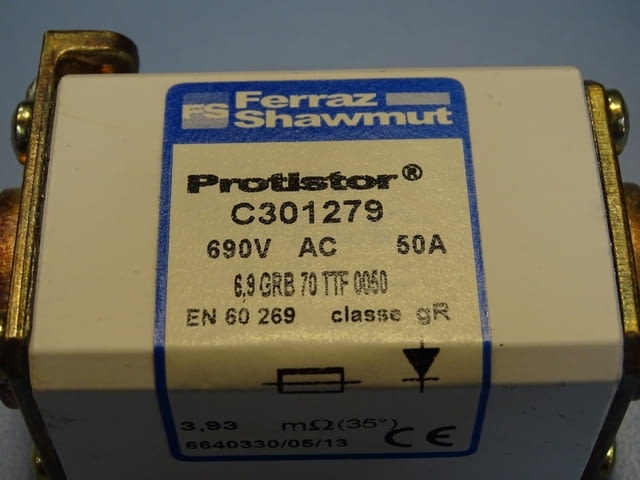 FS Ferraz Shawmut
Protistor®
C301279
690V AC 50A
6,9 GRB 70 TTF 0050
EN 60 269 classe gR
3,93 mΩ(35°)
6640330/05/13 CE